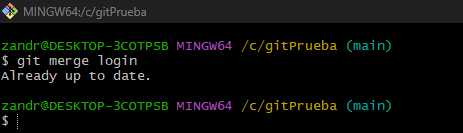 MINGW64:/c/gitPrueba
zandr@DESKTOP-3COTPSB MINGW64 /c/gitPrueba (main)
$ git merge login
Already up to date.
zandr@DESKTOP-3COTPSB MINGW64 /c/gitPrueba (main)
$